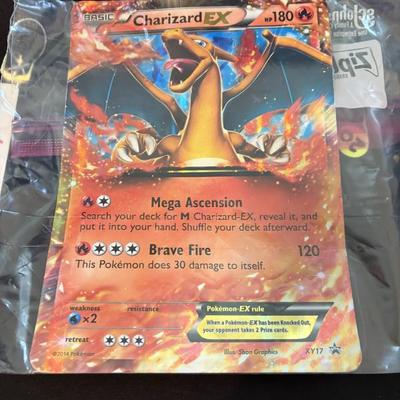 BASIC Charizard EX HP180
Mega Ascension
Search your deck for M Charizard-EX, reveal it, and
put it into your hand. Shuffle your deck afterward.
Brave Fire 120
This Pokémon does 30 damage to itself.
weakness resistance
×2
retreat
Pokémon-EX rule
When a Pokémon-EX has been Knocked Out,
your opponent takes 2 Prize cards.
©2014 Pokémon Illus. 5ban Graphics XY17
scJohn
Zip